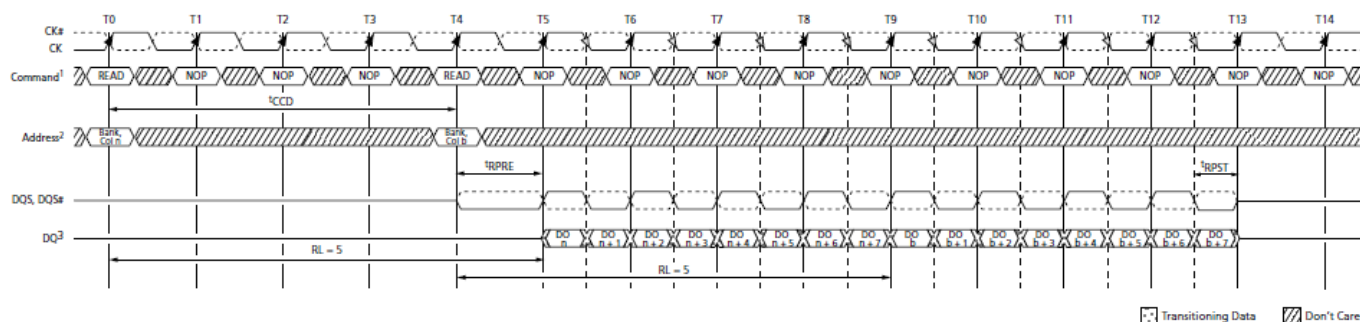 T0 T1 T2 T3 T4 T5 T6 T7 T8 T9 T10 T11 T12 T13 T14
CK#
CK
Command¹ READ NOP NOP NOP READ NOP NOP NOP NOP NOP NOP NOP NOP NOP NOP
tCCD
Address² Bank, Col n Bank, Col b
tRPRE tRPST
DQS, DQS#
DQ³ DO n DO n + 1 DO n + 2 DO n + 3 DO n + 4 DO n + 5 DO n + 6 DO n + 7 DO b DO b + 1 DO b + 2 DO b + 3 DO b + 4 DO b + 5 DO b + 6 DO b + 7
RL = 5
RL = 5
Transitioning Data Don't Care